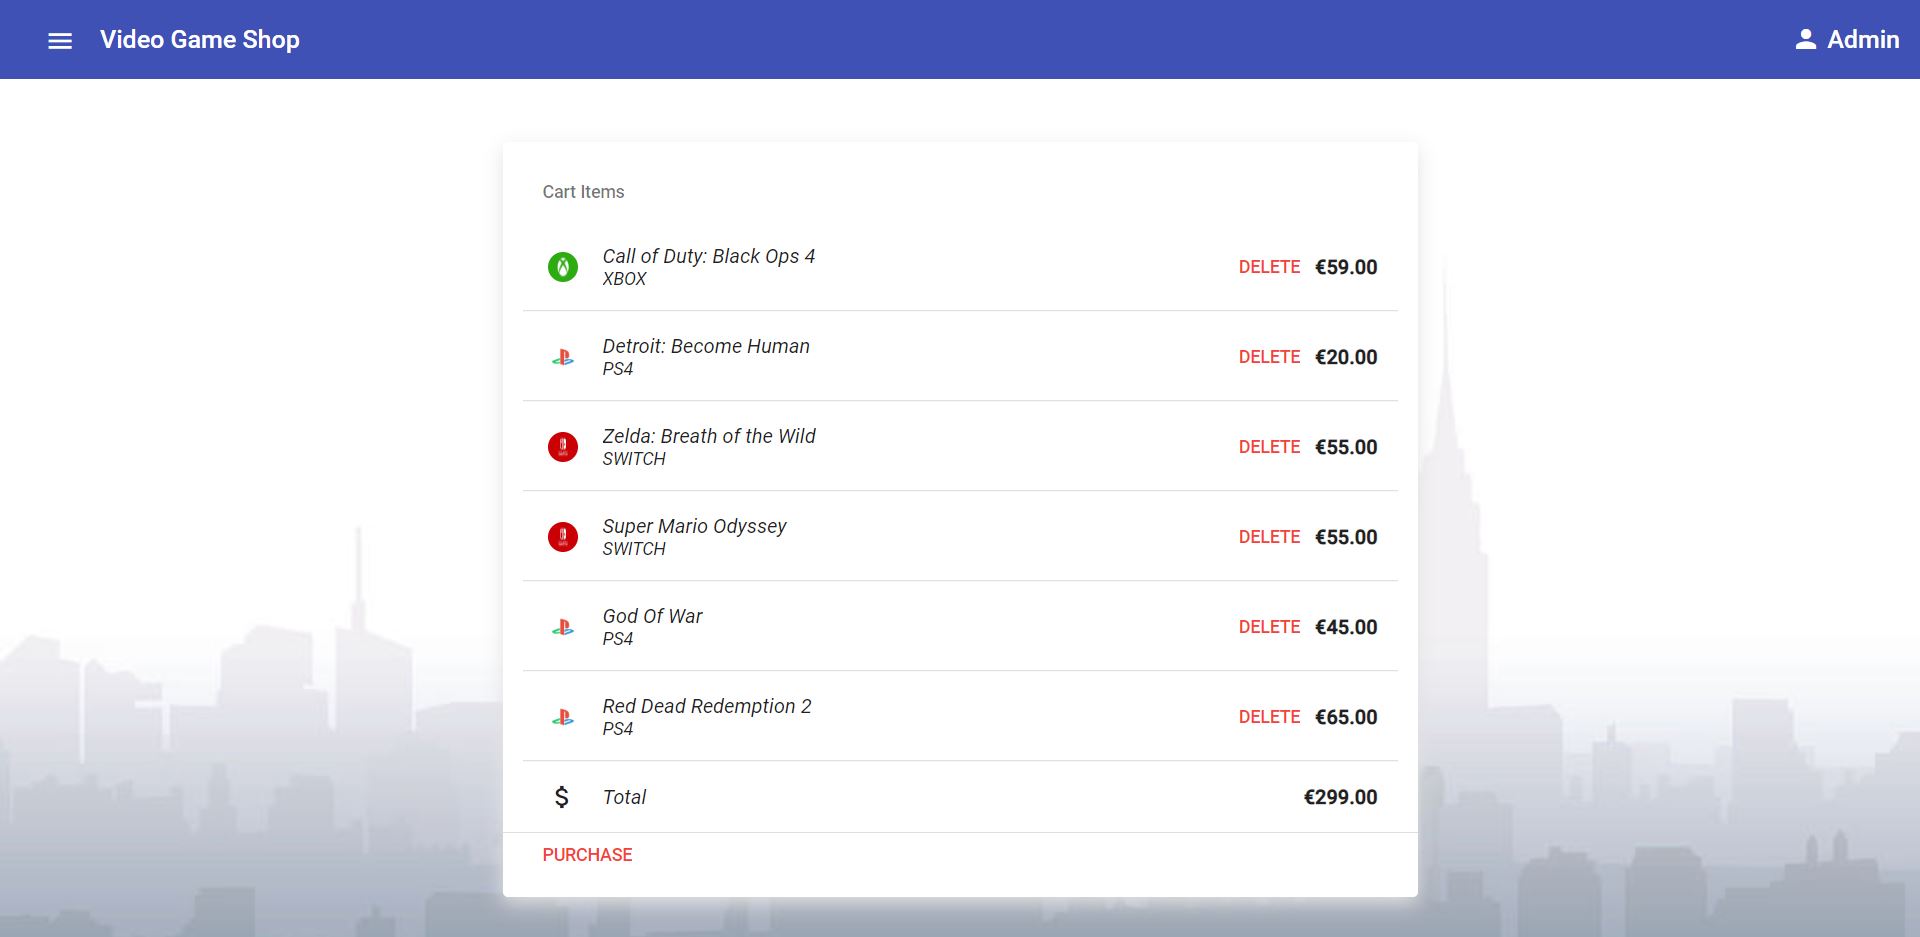 Video Game Shop
Admin
Cart Items
Call of Duty: Black Ops 4
XBOX
DELETE €59.00
Detroit: Become Human
PS4
DELETE €20.00
Zelda: Breath of the Wild
SWITCH
DELETE €55.00
Super Mario Odyssey
SWITCH
DELETE €55.00
God Of War
PS4
DELETE €45.00
Red Dead Redemption 2
PS4
DELETE €65.00
$ Total €299.00
PURCHASE